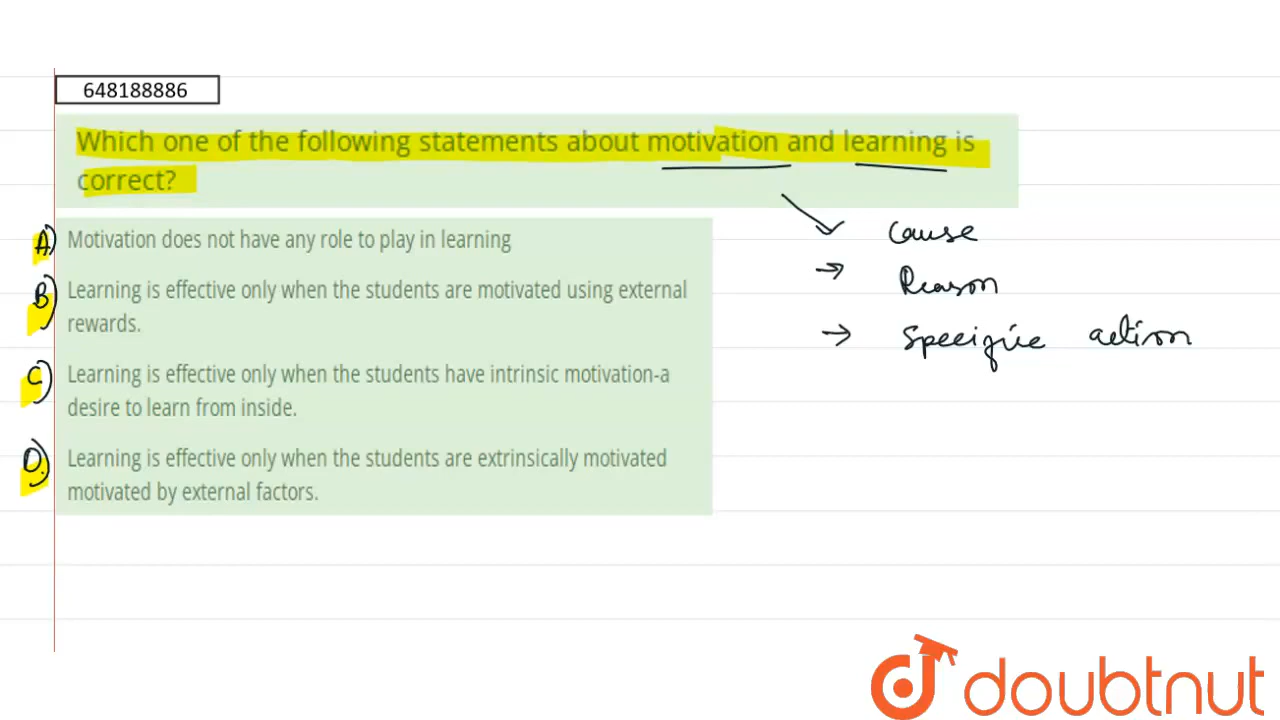 648188886
Which one of the following statements about motivation and learning is
correct?
A) Motivation does not have any role to play in learning
B) Learning is effective only when the students are motivated using external
rewards.
C) Learning is effective only when the students have intrinsic motivation-a
desire to learn from inside.
D. Learning is effective only when the students are extrinsically motivated
motivated by external factors.
Cause
Reason
Specific action
doubtnut